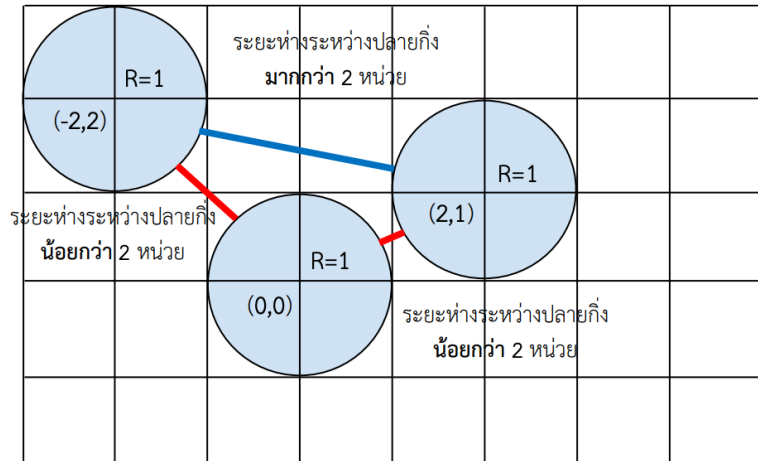 ระยะห่างระหว่างปลายกิ่ง
มากกว่า 2 หน่วย
R=1
(-2,2)
R=1
(2,1)
ระยะห่างระหว่างปลายกิ่ง
น้อยกว่า 2 หน่วย
R=1
(0,0)
ระยะห่างระหว่างปลายกิ่ง
น้อยกว่า 2 หน่วย